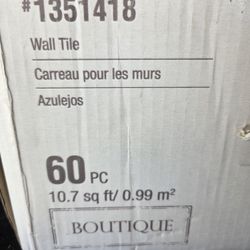 #1351418
Wall Tile
Carreau pour les murs
Azulejos
60 PC
10.7 sq ft/ 0.99 m²
BOUTIQUE